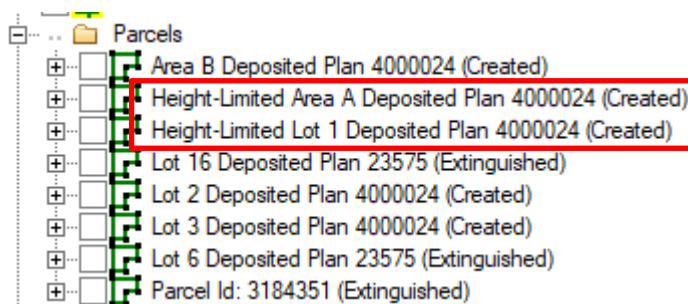 Parcels
Area B Deposited Plan 4000024 (Created)
Height-Limited Area A Deposited Plan 4000024 (Created)
Height-Limited Lot 1 Deposited Plan 4000024 (Created)
Lot 16 Deposited Plan 23575 (Extinguished)
Lot 2 Deposited Plan 4000024 (Created)
Lot 3 Deposited Plan 4000024 (Created)
Lot 6 Deposited Plan 23575 (Extinguished)
Parcel Id: 3184351 (Extinguished)